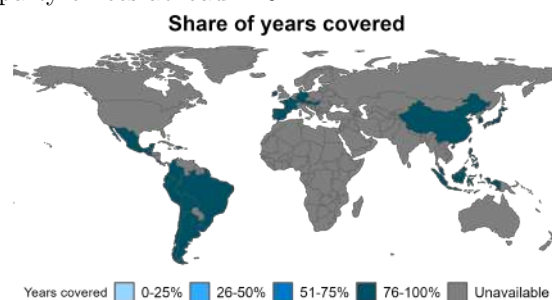 Share of years covered
Years covered 0-25% 26-50% 51-75% 76-100% Unavailable